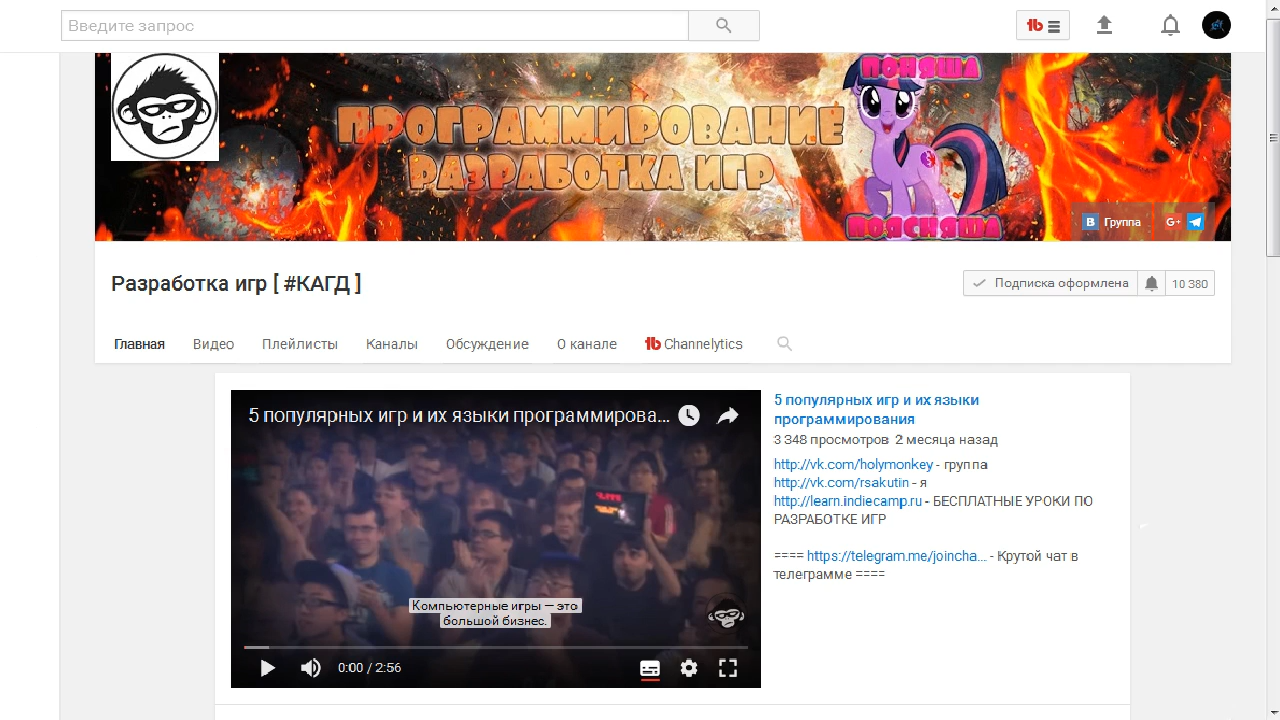 Введите запрос
ПОНЯША
ПРОГРАММИРОВАНИЕ
РАЗРАБОТКА ИГР
ПОЯСНЯША
Группа
G+
Разработка игр [ #КАГД ]
Подписка оформлена 10 380
Главная Видео Плейлисты Каналы Обсуждение О канале tb Channelytics
5 популярных игр и их языки программирова...
Компьютерные игры — это
большой бизнес.
0:00 / 2:56
5 популярных игр и их языки
программирования
3 348 просмотров 2 месяца назад
http://vk.com/holymonkey - группа
http://vk.com/rsakutin - я
http://learn.indiecamp.ru - БЕСПЛАТНЫЕ УРОКИ ПО
РАЗРАБОТКЕ ИГР
==== https://telegram.me/joincha... - Крутой чат в
телеграмме ====